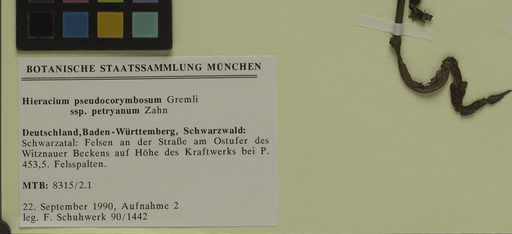 BOTANISCHE STAATSSAMMLUNG MÜNCHEN
Hieracium pseudocorymbosum Gremli
ssp. petryanum Zahn
Deutschland,Baden-Württemberg, Schwarzwald:
Schwarzatal: Felsen an der Straße am Ostufer des
Witznauer Beckens auf Höhe des Kraftwerks bei P.
453,5. Felsspalten.
MTB: 8315/2.1
22. September 1990, Aufnahme 2
leg. F. Schuhwerk 90/1442